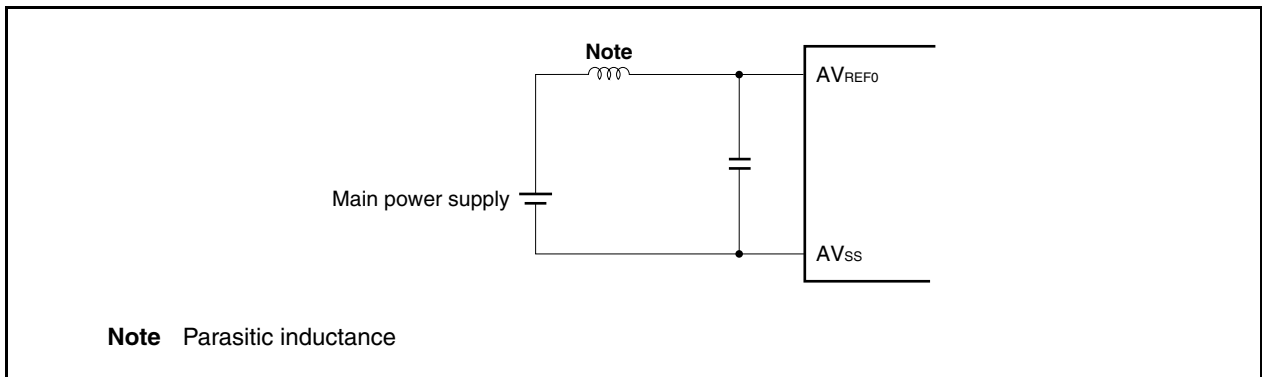 Note
AVREF0
Main power supply
AVSS
Note Parasitic inductance